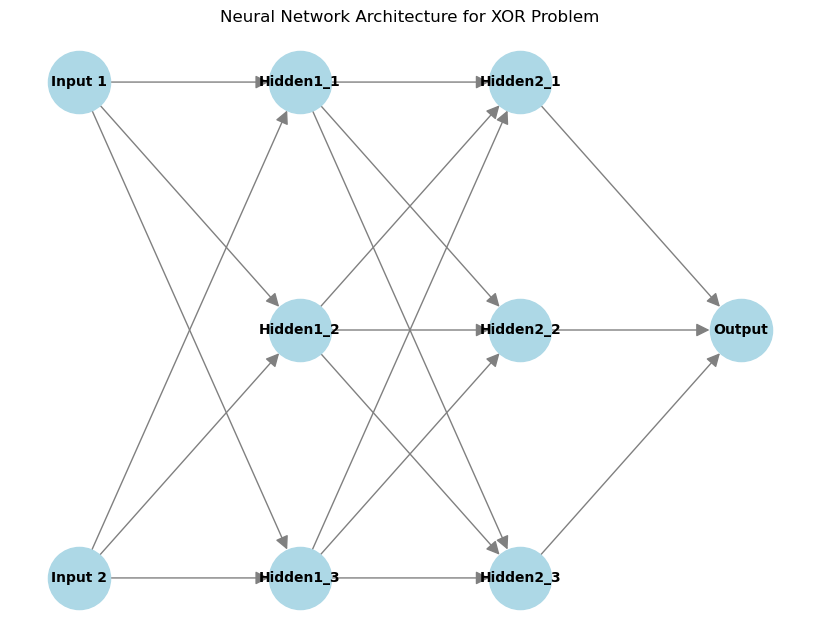 Neural Network Architecture for XOR Problem
Input 1
Hidden1_1
Hidden2_1
Hidden1_2
Hidden2_2
Output
Input 2
Hidden1_3
Hidden2_3